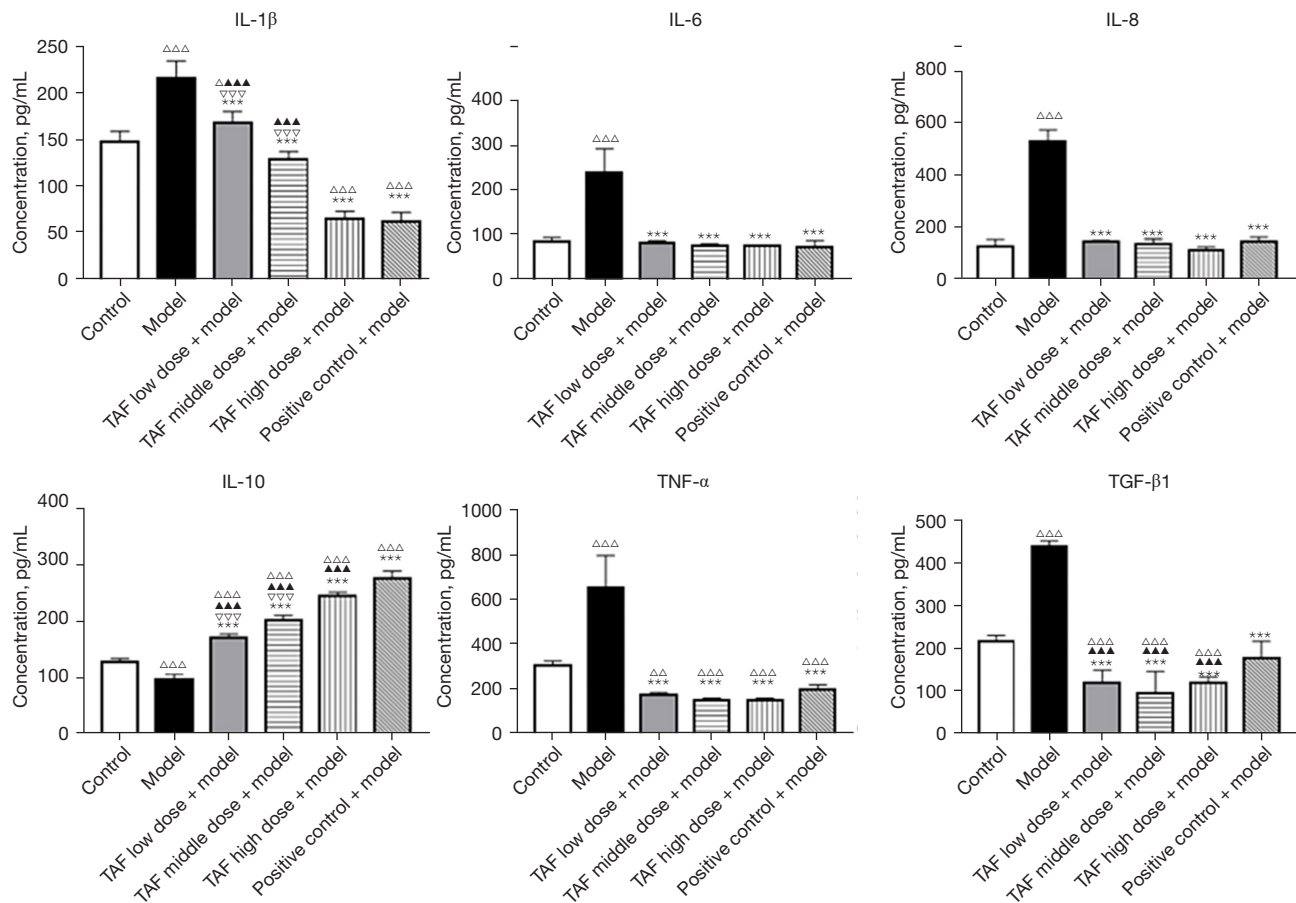 IL-1β
Concentration, pg/mL
250
200
150
100
50
0
△△△
△▲▲▲
▽▽▽
***
▲▲▲
▽▽▽
***
△△△
***
△△△
***
Control
Model
TAF low dose + model
TAF middle dose + model
TAF high dose + model
Positive control + model
IL-6
Concentration, pg/mL
400
300
200
100
0
△△△
***
***
***
***
Control
Model
TAF low dose + model
TAF middle dose + model
TAF high dose + model
Positive control + model
IL-8
Concentration, pg/mL
800
600
400
200
0
△△△
***
***
***
***
Control
Model
TAF low dose + model
TAF middle dose + model
TAF high dose + model
Positive control + model
IL-10
Concentration, pg/mL
400
300
200
100
0
△△△
△△△
▲▲▲
▽▽▽
***
△△△
▲▲▲
▽▽▽
***
△△△
▲▲▲
***
△△△
***
Control
Model
TAF low dose + model
TAF middle dose + model
TAF high dose + model
Positive control + model
TNF-α
Concentration, pg/mL
1000
800
600
400
200
0
△△△
△△
***
△△△
***
△△△
***
△△△
***
Control
Model
TAF low dose + model
TAF middle dose + model
TAF high dose + model
Positive control + model
TGF-β1
Concentration, pg/mL
500
400
300
200
100
0
△△△
△△△
▲▲▲
***
△△△
▲▲▲
***
△△△
▲▲▲
***
***
Control
Model
TAF low dose + model
TAF middle dose + model
TAF high dose + model
Positive control + model